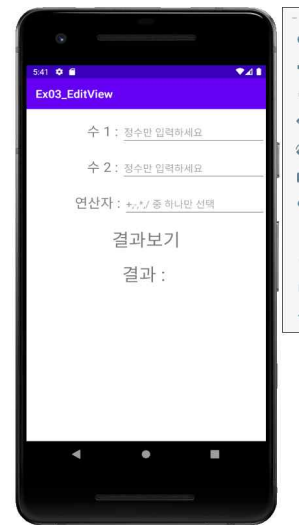 5:41
Ex03_EditView
수 1 : 정수만 입력하세요
수 2 : 정수만 입력하세요
연산자 : +,-,*,/ 중 하나만 선택
결과보기
결과 :